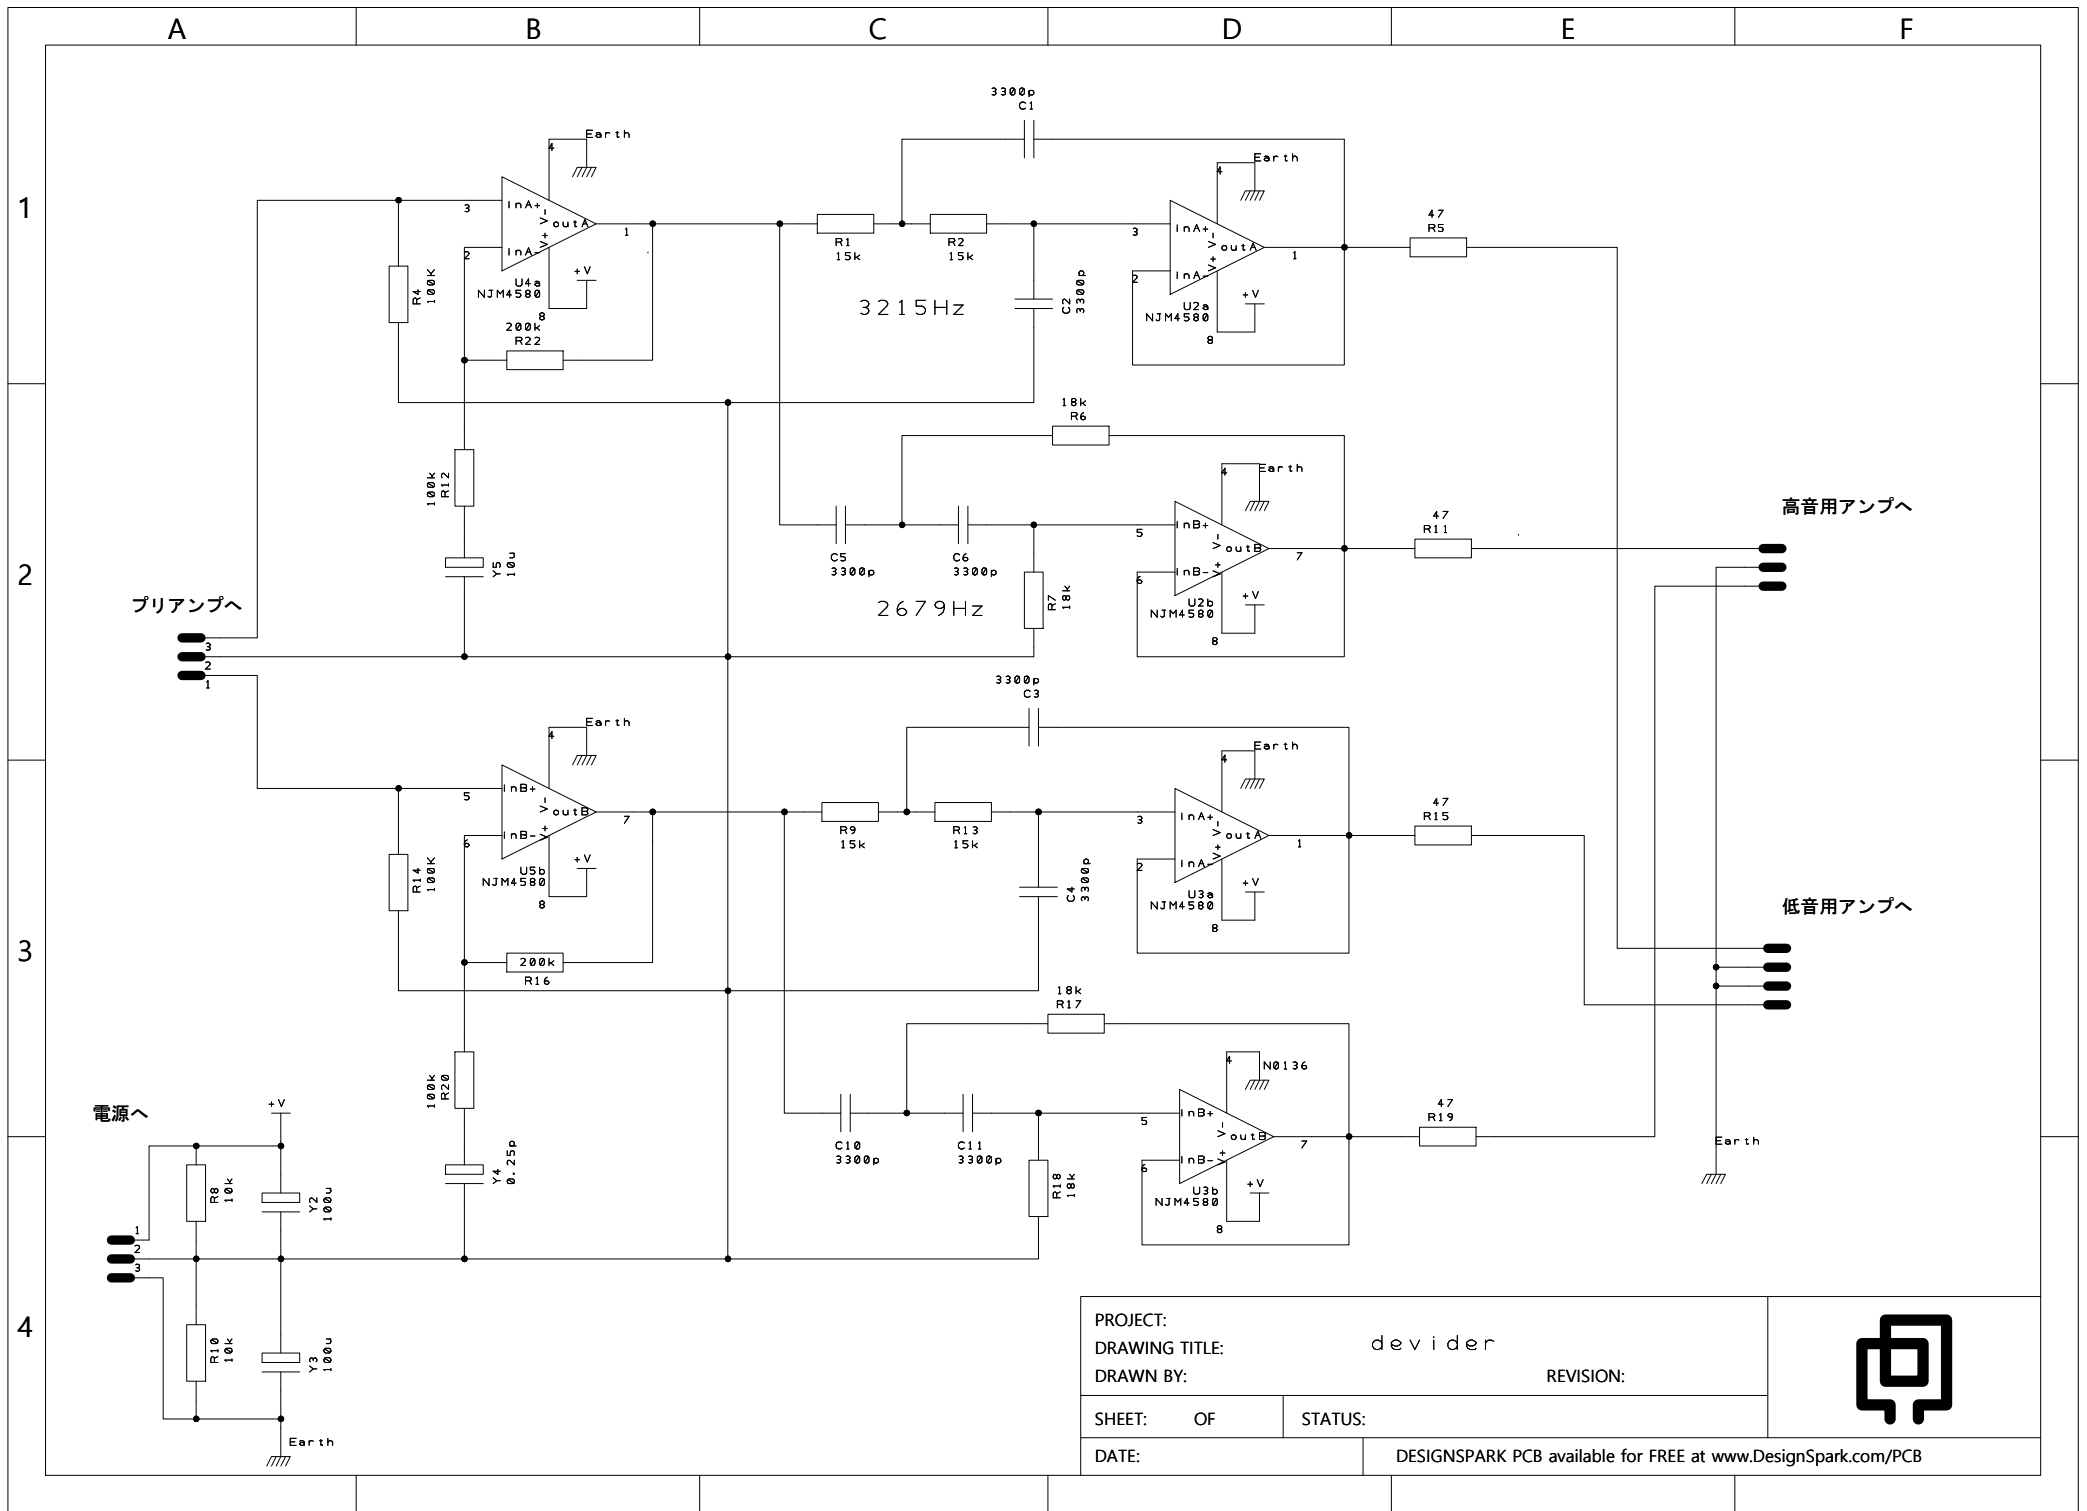 A B C D E F
1
2
3
4
3300p
C1
Earth
4
3
InA+
V-
outA
1
InA-
V+
2
+V
U4a
NJM4580
8
R4
100K
200k
R22
R1
15k
R2
15k
3215Hz
C2
3300p
Earth
4
3
InA+
V-
outA
1
InA-
V+
2
+V
U2a
NJM4580
8
47
R5
18k
R6
100k
R12
Y5
10u
C5
3300p
C6
3300p
2679Hz
R7
18k
Earth
4
5
InB+
V-
outB
7
InB-
V+
6
+V
U2b
NJM4580
8
47
R11
高音用アンプへ
プリアンプへ
3
2
1
3300p
C3
Earth
4
5
InB+
V-
outB
7
InB-
V+
6
+V
U5b
NJM4580
8
R14
100K
200k
R16
R9
15k
R13
15k
C4
3300p
Earth
4
3
InA+
V-
outA
1
InA-
V+
2
+V
U3a
NJM4580
8
47
R15
低音用アンプへ
18k
R17
100k
R20
Y4
0.25p
C10
3300p
C11
3300p
R18
18k
N0136
4
5
InB+
V-
outB
7
InB-
V+
6
+V
U3b
NJM4580
8
47
R19
Earth
電源へ
+V
1
2
3
R8
10k
Y2
100u
R10
10k
Y3
100u
Earth
PROJECT:
DRAWING TITLE: devider
DRAWN BY: REVISION:
SHEET: OF STATUS:
DATE: DESIGNSPARK PCB available for FREE at www.DesignSpark.com/PCB